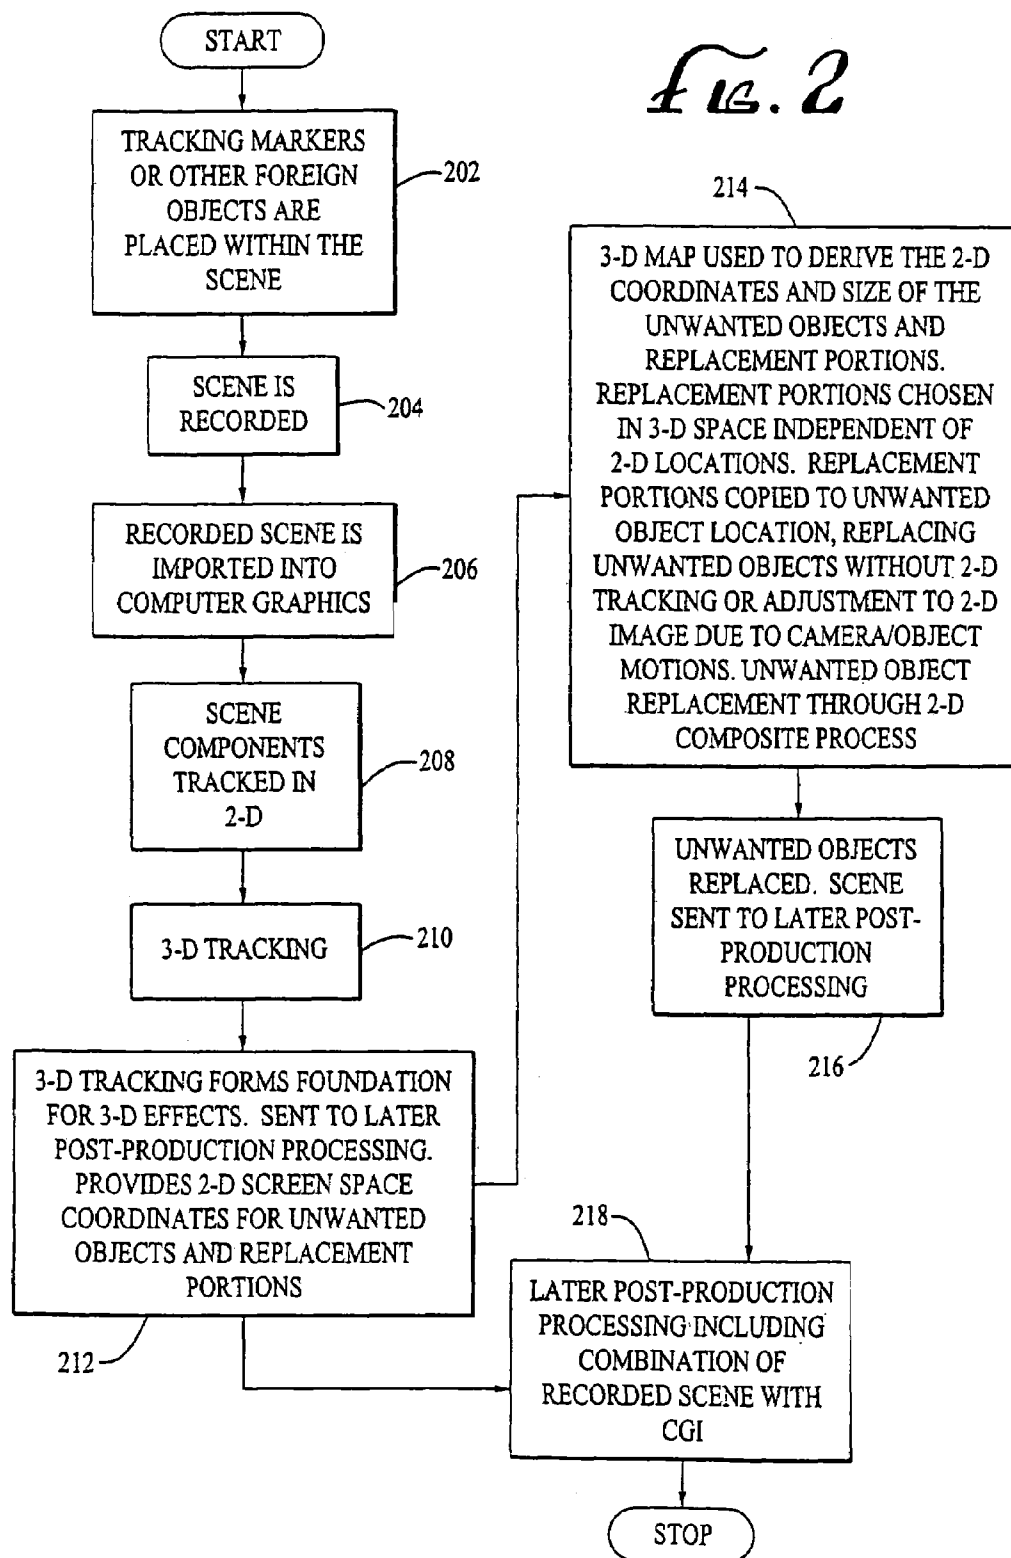 START
FIG. 2
TRACKING MARKERS
OR OTHER FOREIGN
OBJECTS ARE
PLACED WITHIN THE
SCENE
202
SCENE IS
RECORDED
204
RECORDED SCENE IS
IMPORTED INTO
COMPUTER GRAPHICS
206
SCENE
COMPONENTS
TRACKED IN
2-D
208
3-D TRACKING
210
3-D TRACKING FORMS FOUNDATION
FOR 3-D EFFECTS. SENT TO LATER
POST-PRODUCTION PROCESSING.
PROVIDES 2-D SCREEN SPACE
COORDINATES FOR UNWANTED
OBJECTS AND REPLACEMENT
PORTIONS
212
214
3-D MAP USED TO DERIVE THE 2-D
COORDINATES AND SIZE OF THE
UNWANTED OBJECTS AND
REPLACEMENT PORTIONS.
REPLACEMENT PORTIONS CHOSEN
IN 3-D SPACE INDEPENDENT OF
2-D LOCATIONS. REPLACEMENT
PORTIONS COPIED TO UNWANTED
OBJECT LOCATION, REPLACING
UNWANTED OBJECTS WITHOUT 2-D
TRACKING OR ADJUSTMENT TO 2-D
IMAGE DUE TO CAMERA/OBJECT
MOTIONS. UNWANTED OBJECT
REPLACEMENT THROUGH 2-D
COMPOSITE PROCESS
UNWANTED OBJECTS
REPLACED. SCENE
SENT TO LATER POST-
PRODUCTION
PROCESSING
216
218
LATER POST-PRODUCTION
PROCESSING INCLUDING
COMBINATION OF
RECORDED SCENE WITH
CGI
STOP